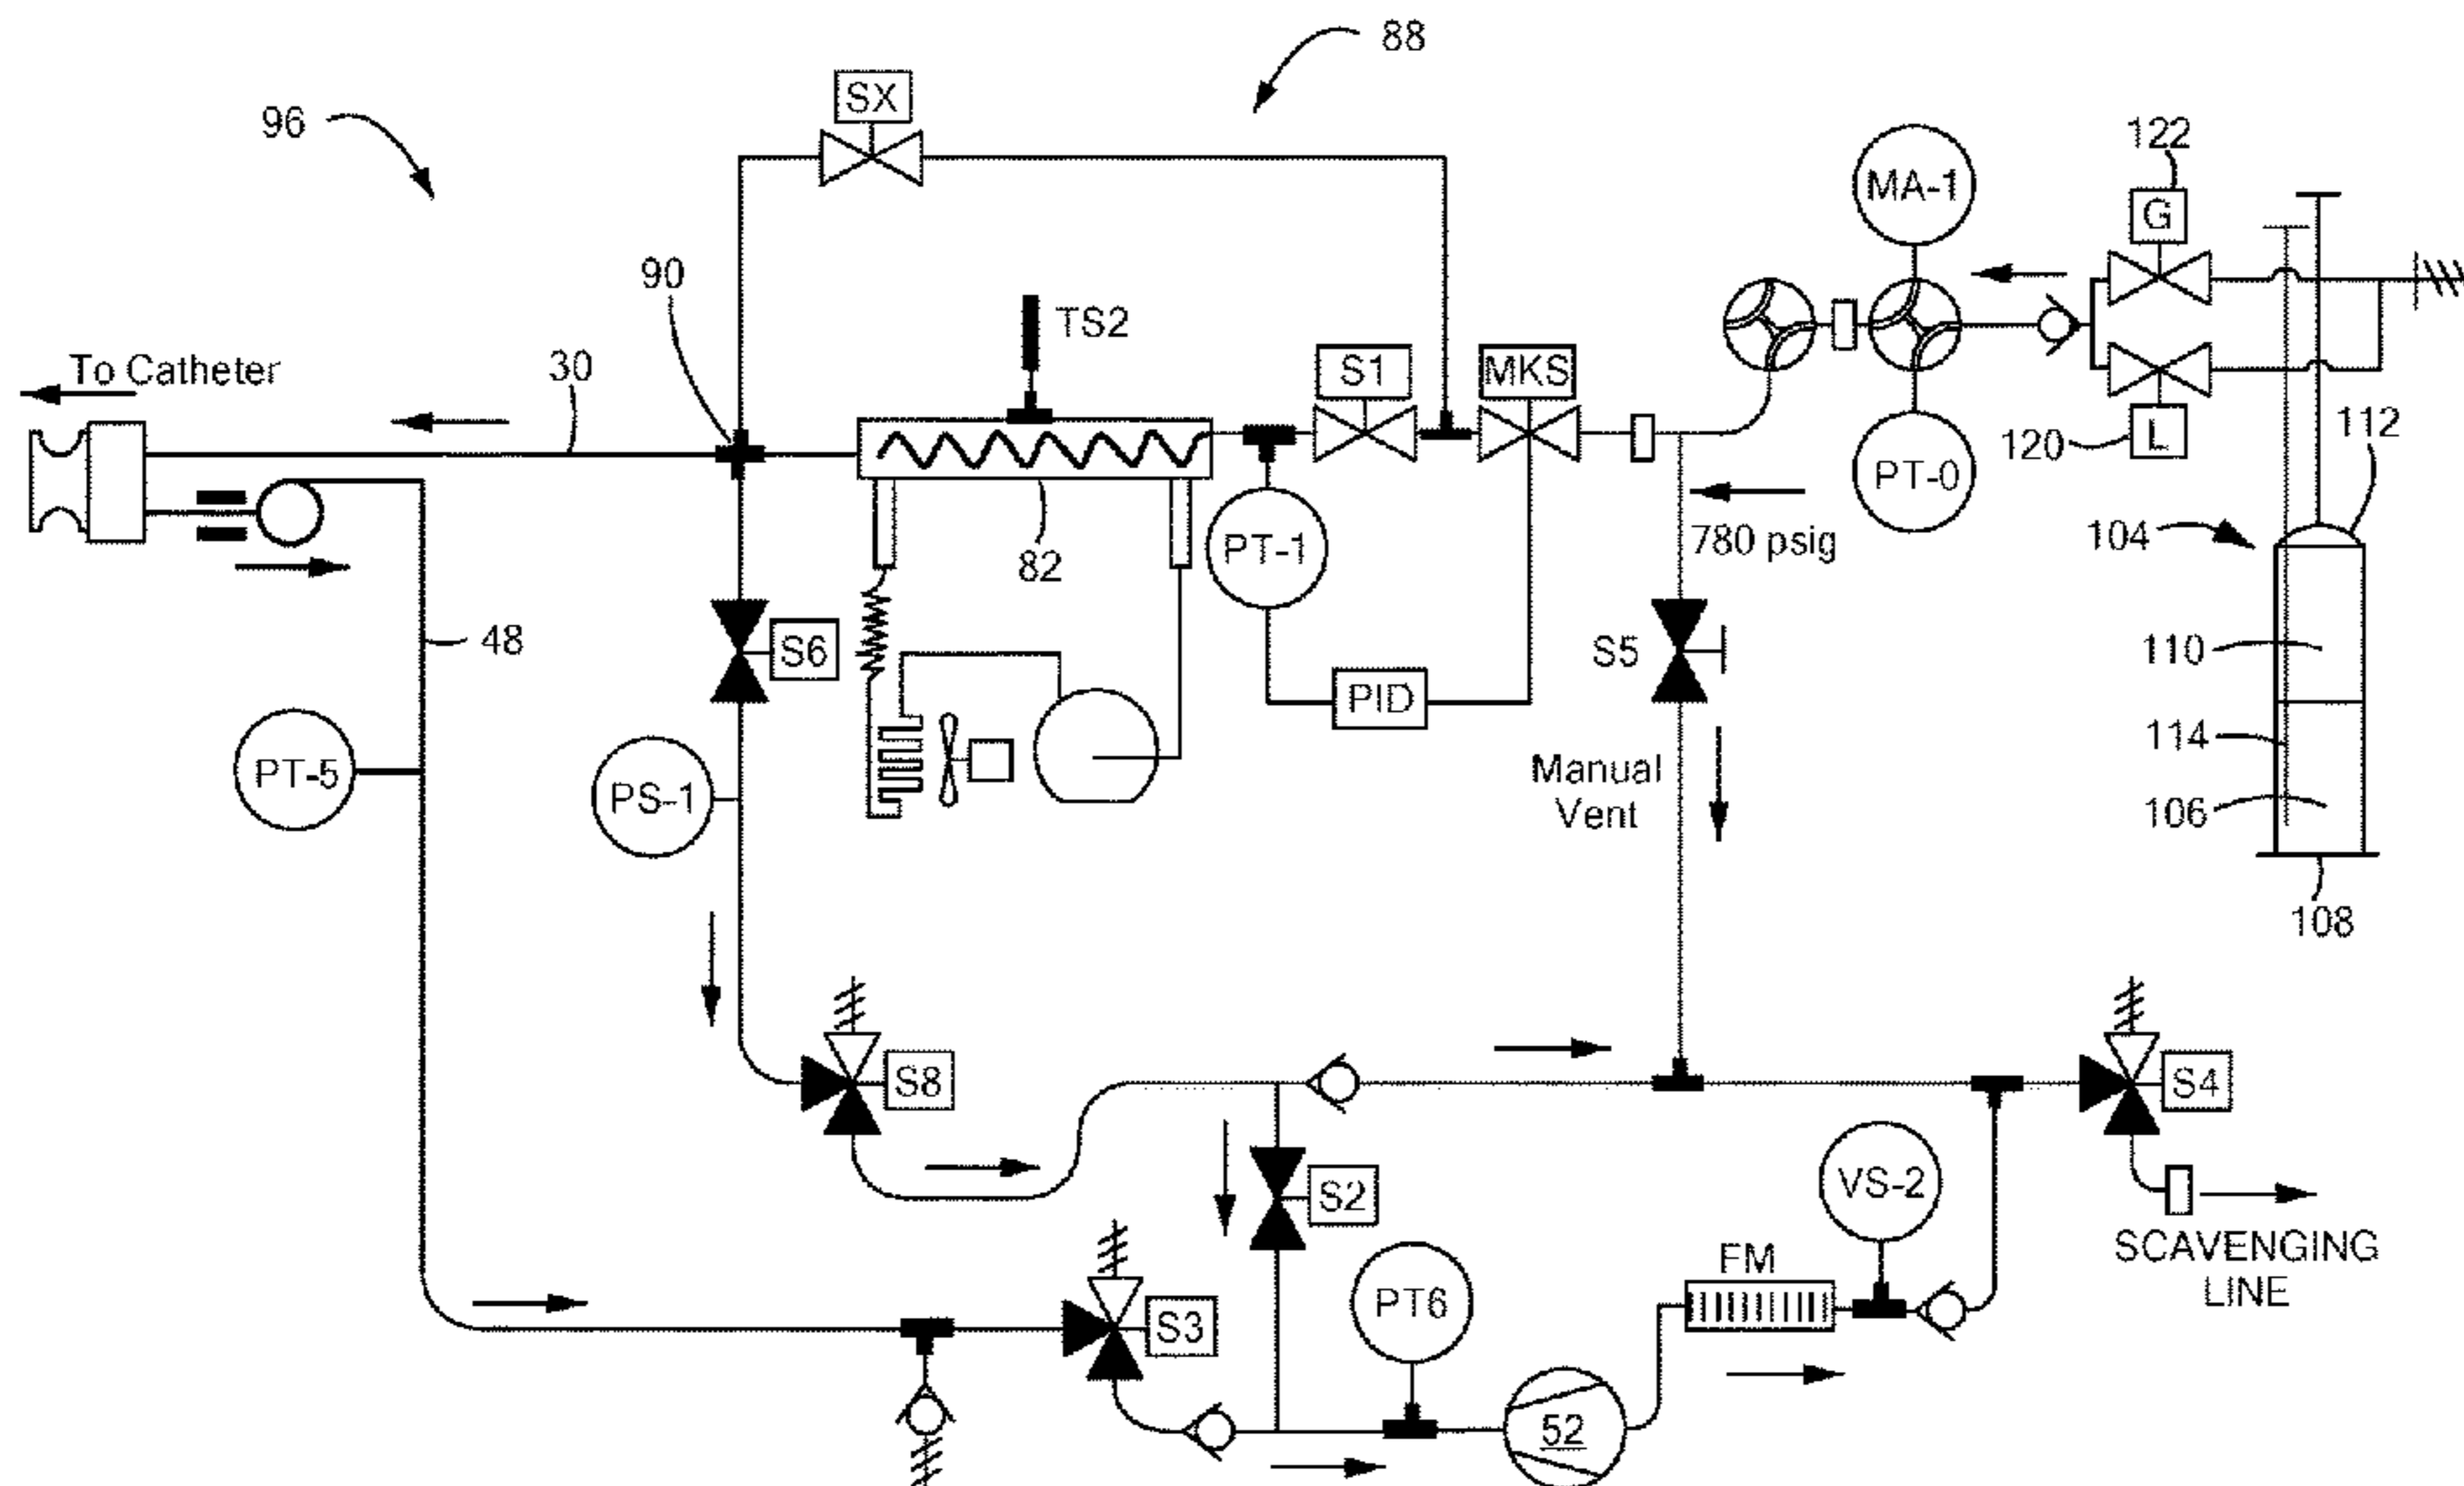 88
SX
96
122
MA-1
G
90
TS2
To Catheter
30
S1
MKS
L
120
112
PT-0
PT-1
82
780 psig
104
48
S6
S5
110
PID
114
PT-5
PS-1
Manual
Vent
106
108
S8
S4
S2
VS-2
SCAVENGING
LINE
FM
PT6
S3
52